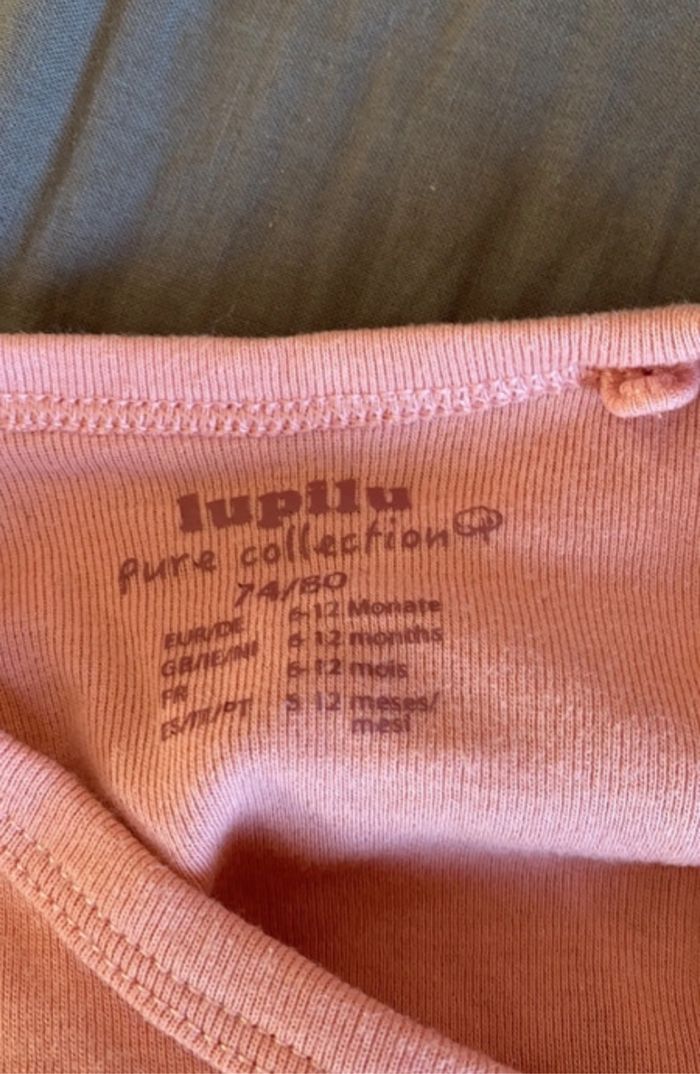 lupilu
pure collection
74/80
EUR/DE 6-12 Monate
GB/IE/NI 6-12 months
FR 6-12 mois
ES/IT/PT 6-12 meses/
mesi